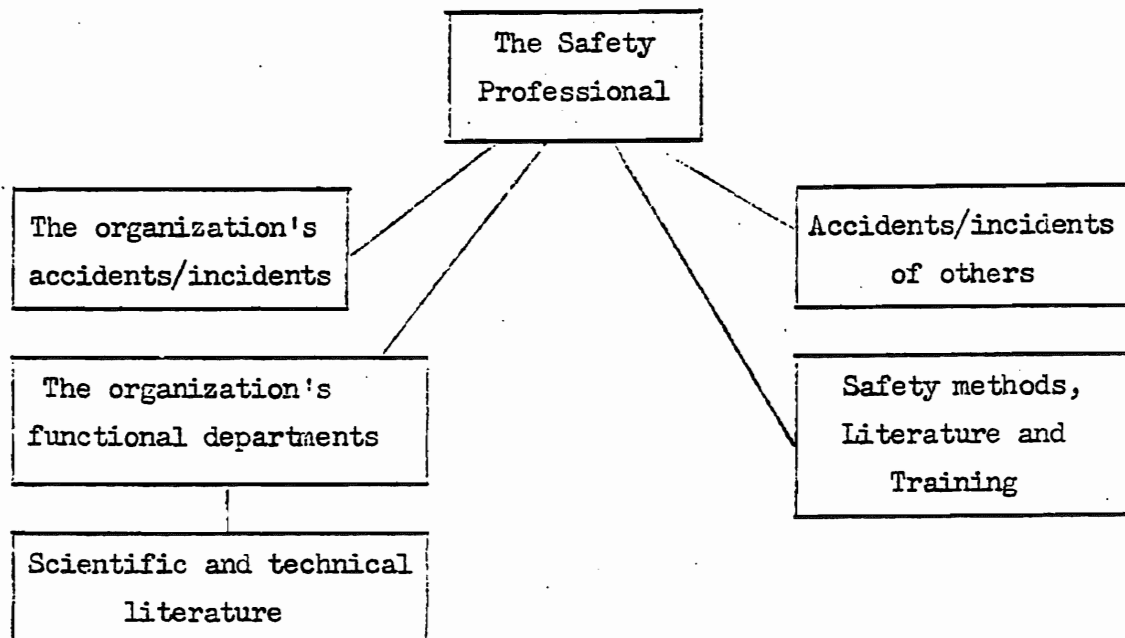 The Safety
Professional
The organization's
accidents/incidents
Accidents/incidents
of others
The organization's
functional departments
Safety methods,
Literature and
Training
Scientific and technical
literature